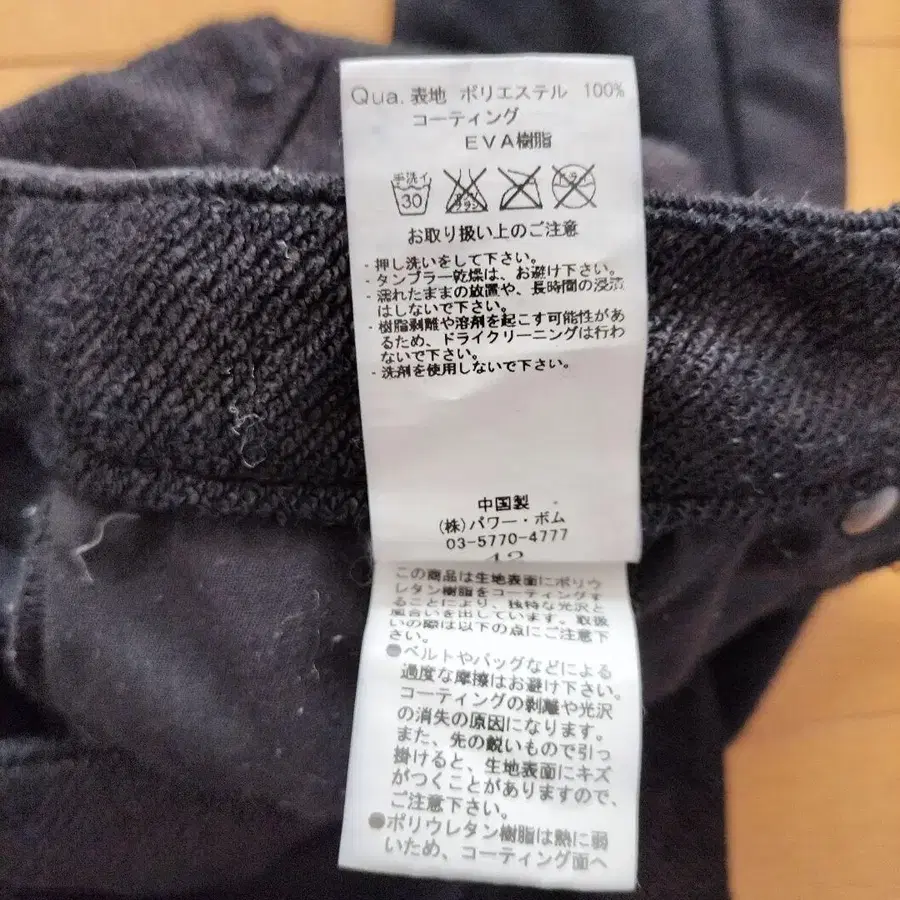 Qua. 表地 ポリエステル 100%
コーティング
EVA樹脂
手洗イ
30
お取り扱い上のご注意
- 押し洗いをして下さい。
- タンブラー乾燥は、お避け下さい。
- 濡れたままの放置や、長時間の浸漬
はしないで下さい。
- 樹脂剥離や溶剤を起こす可能性があ
るため、ドライクリーニングは行わ
ないで下さい。
- 洗剤を使用しないで下さい。
中国製
(株)パワー・ボム
03-5770-4777
この商品は生地表面にポリウ
レタン樹脂をコーティングす
ることにより、独特な光沢と
風合いを出しています。取扱
いの際は以下の点にご注意下
さい。
●ベルトやバッグなどによる
過度な摩擦はお避け下さい。
コーティングの剥離や光沢
の消失の原因になります。
また、先の鋭いもので引っ
掛けると、生地表面にキズ
がつくことがありますので、
ご注意下さい。
●ポリウレタン樹脂は熱に弱
いため、コーティング面へ